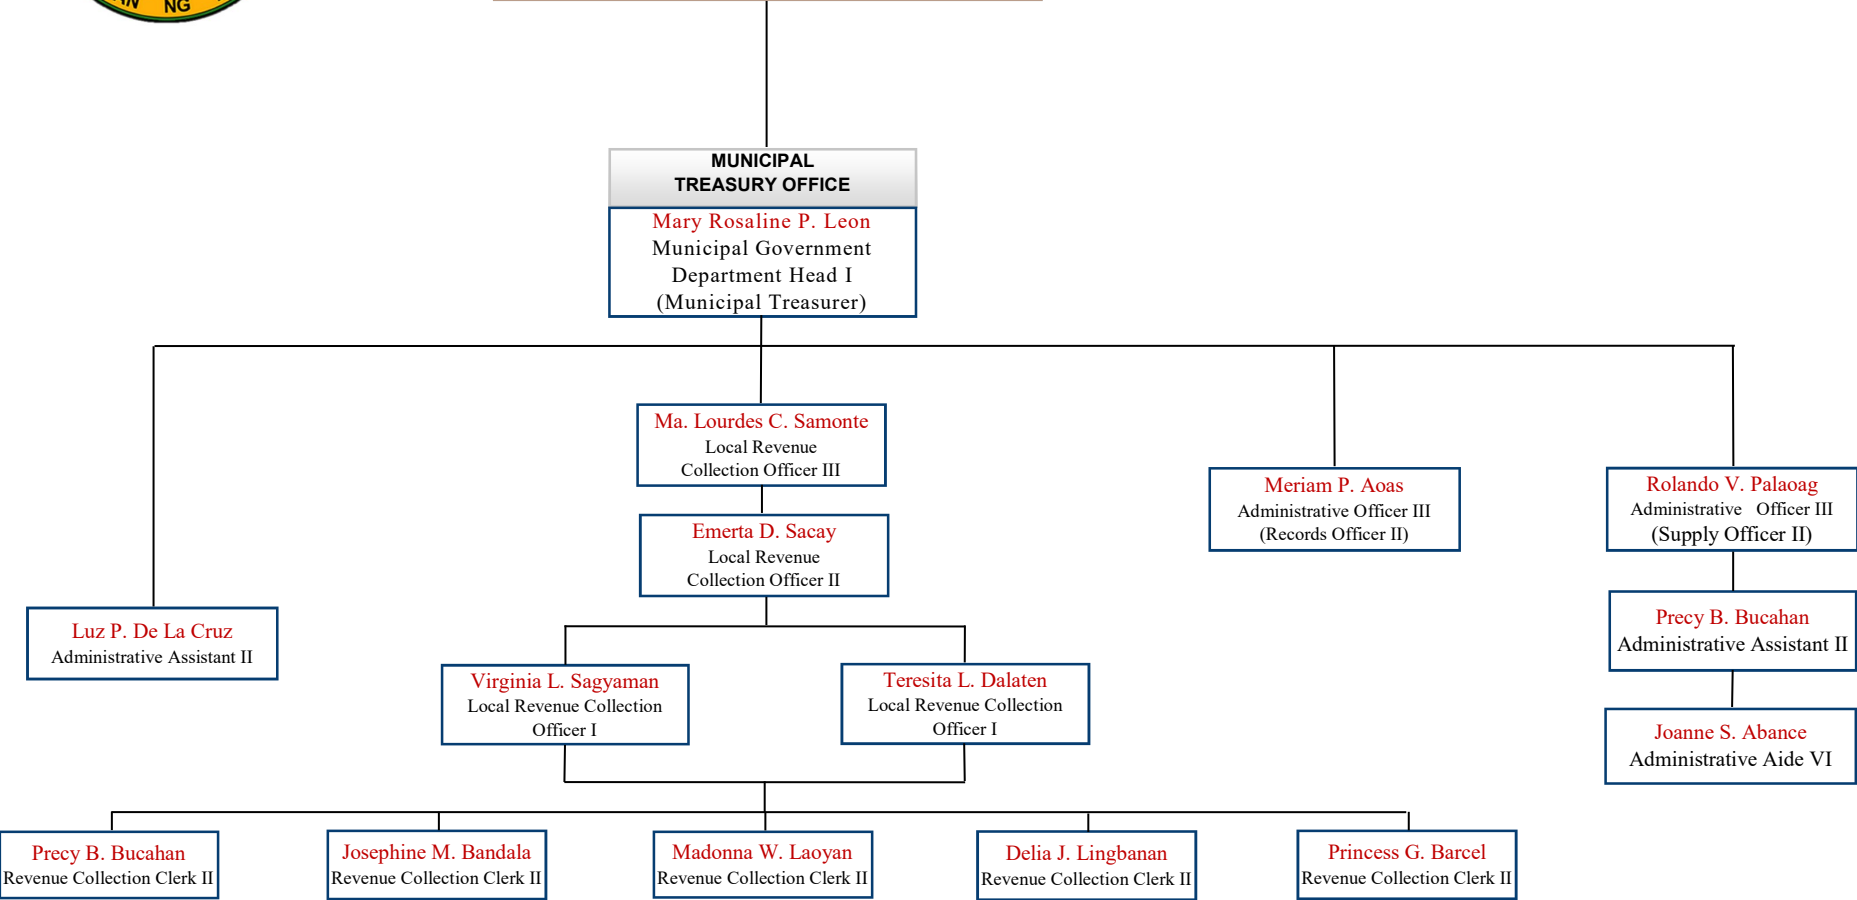 NG
MUNICIPAL
TREASURY OFFICE
Mary Rosaline P. Leon
Municipal Government
Department Head I
(Municipal Treasurer)
Ma. Lourdes C. Samonte
Local Revenue
Collection Officer III
Emerta D. Sacay
Local Revenue
Collection Officer II
Meriam P. Aoas
Administrative Officer III
(Records Officer II)
Rolando V. Palaoag
Administrative Officer III
(Supply Officer II)
Luz P. De La Cruz
Administrative Assistant II
Precy B. Bucahan
Administrative Assistant II
Virginia L. Sagyaman
Local Revenue Collection
Officer I
Teresita L. Dalaten
Local Revenue Collection
Officer I
Joanne S. Abance
Administrative Aide VI
Precy B. Bucahan
Revenue Collection Clerk II
Josephine M. Bandala
Revenue Collection Clerk II
Madonna W. Laoyan
Revenue Collection Clerk II
Delia J. Lingbanan
Revenue Collection Clerk II
Princess G. Barcel
Revenue Collection Clerk II